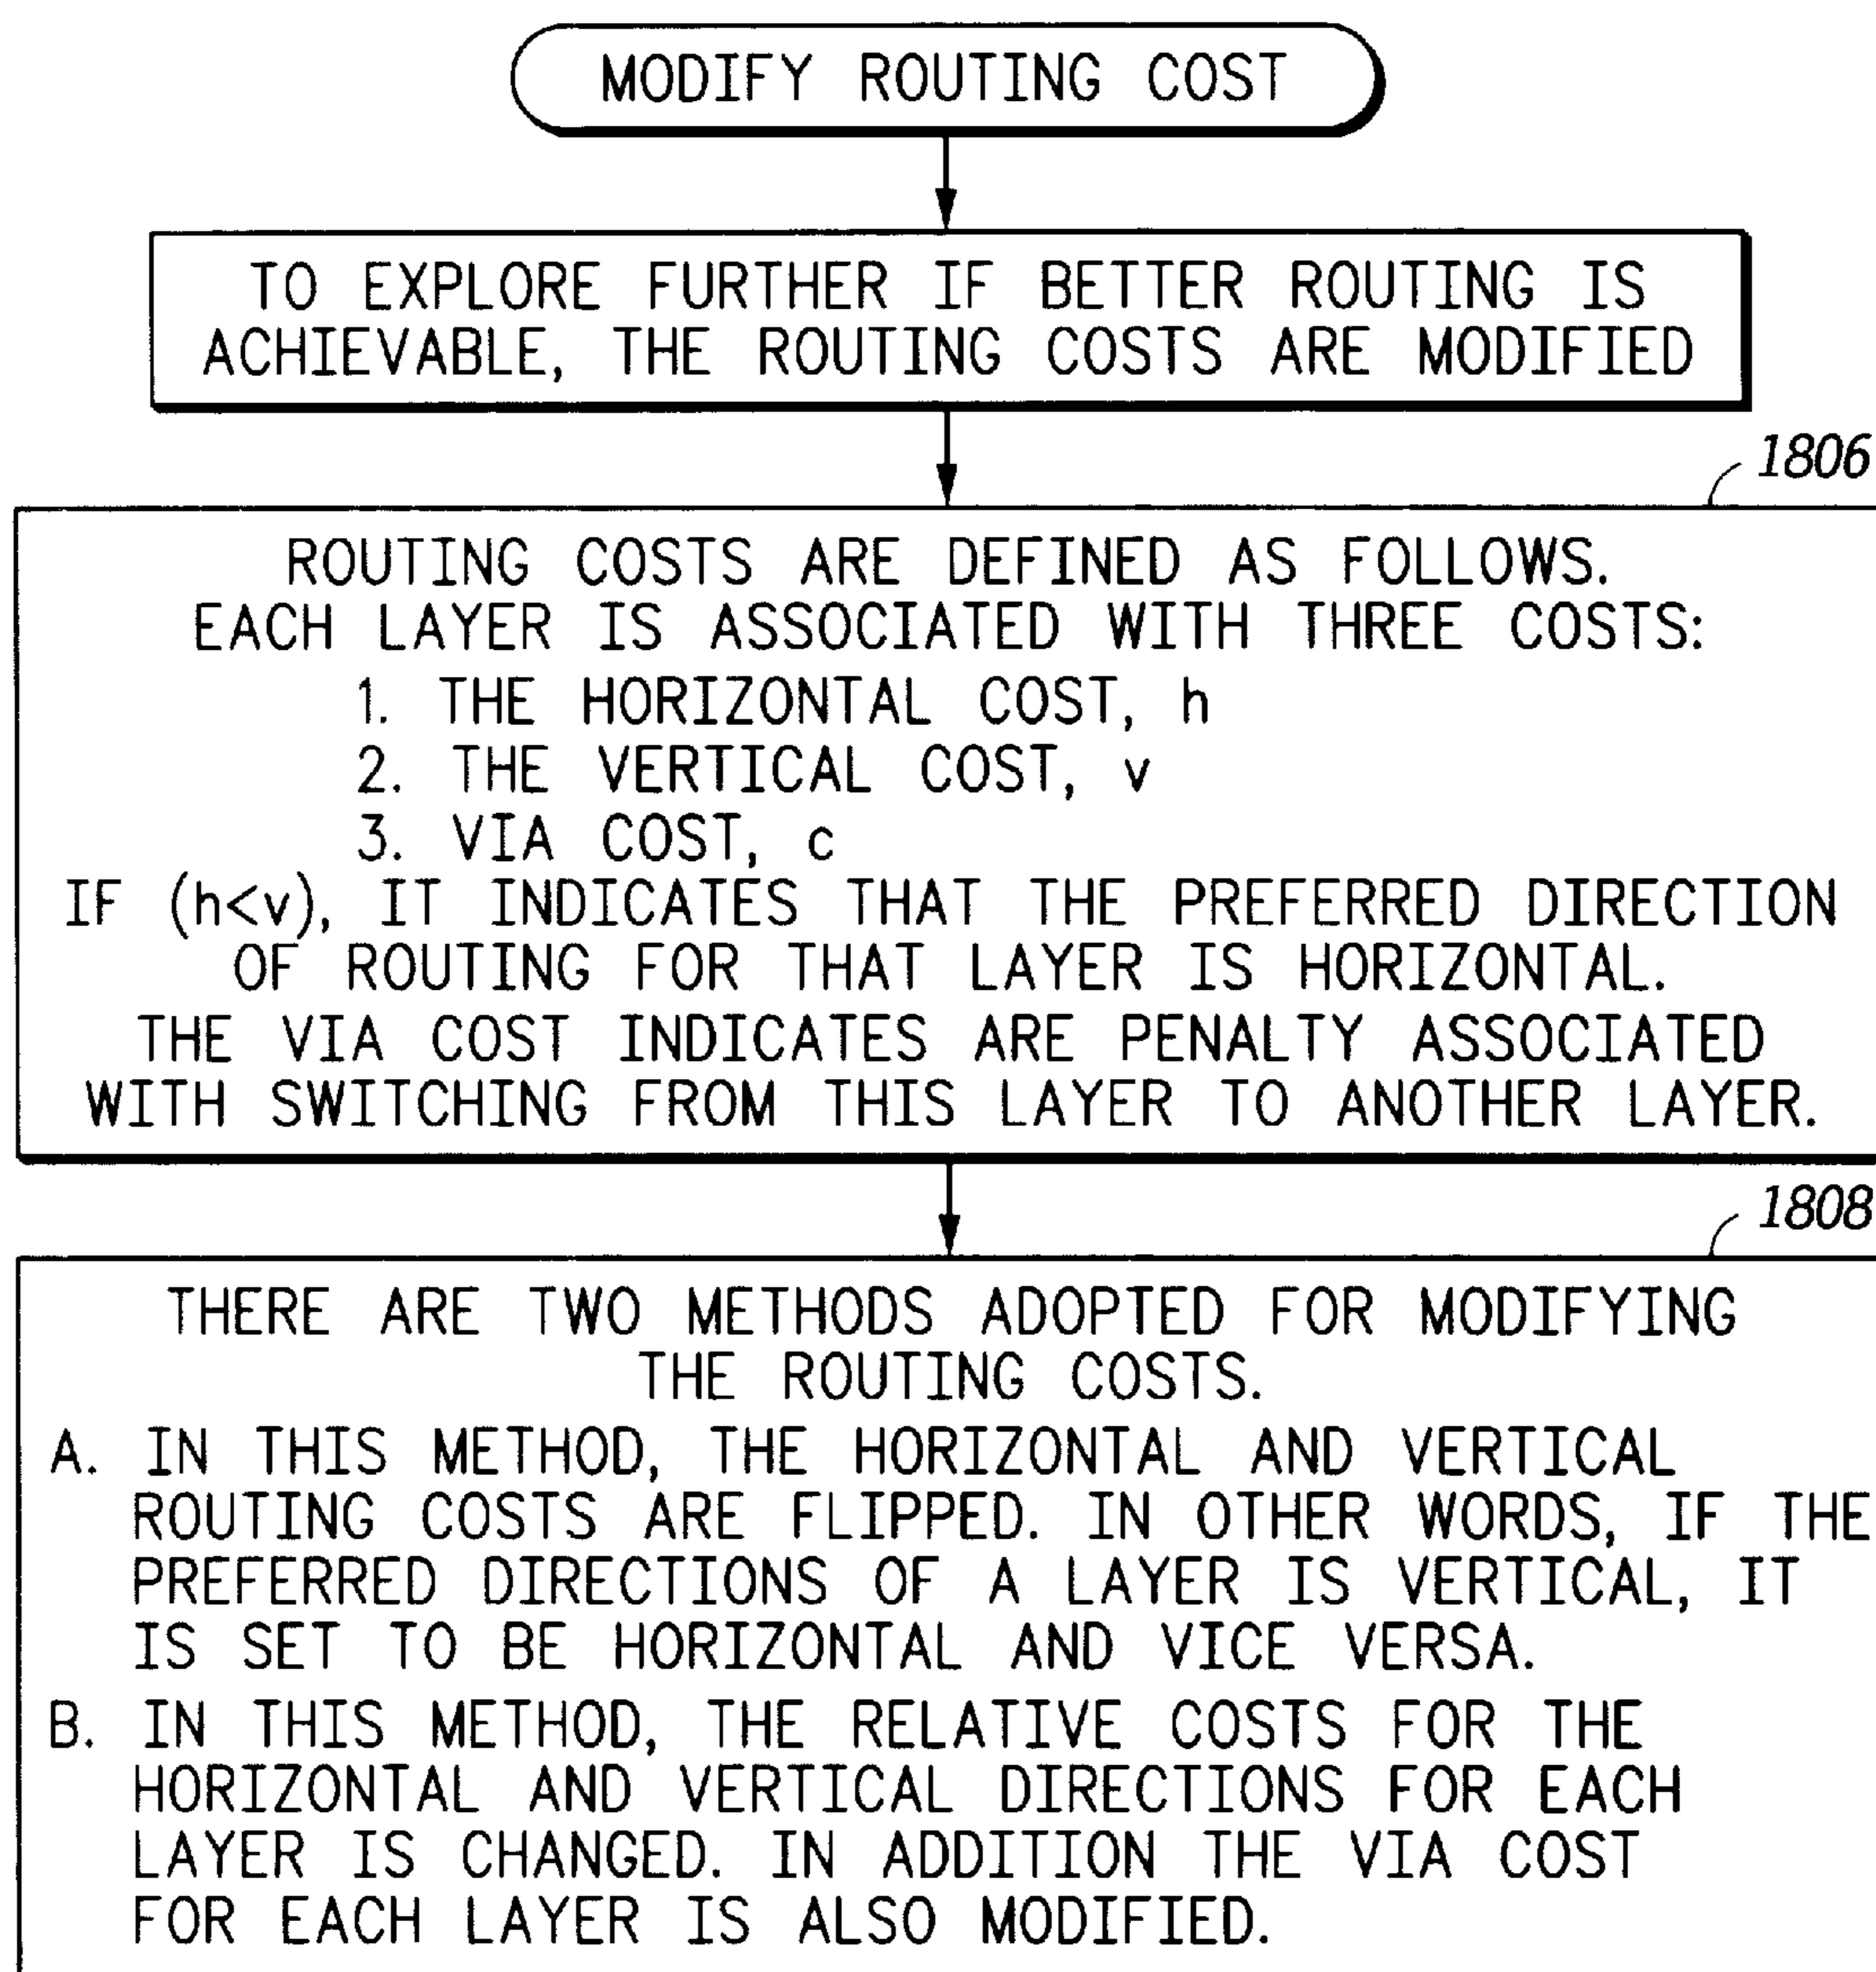 MODIFY ROUTING COST
TO EXPLORE FURTHER IF BETTER ROUTING IS
ACHIEVABLE, THE ROUTING COSTS ARE MODIFIED
1806
ROUTING COSTS ARE DEFINED AS FOLLOWS.
EACH LAYER IS ASSOCIATED WITH THREE COSTS:
1. THE HORIZONTAL COST, h
2. THE VERTICAL COST, v
3. VIA COST, c
IF (h<v), IT INDICATES THAT THE PREFERRED DIRECTION
OF ROUTING FOR THAT LAYER IS HORIZONTAL.
THE VIA COST INDICATES ARE PENALTY ASSOCIATED
WITH SWITCHING FROM THIS LAYER TO ANOTHER LAYER.
1808
THERE ARE TWO METHODS ADOPTED FOR MODIFYING
THE ROUTING COSTS.
A. IN THIS METHOD, THE HORIZONTAL AND VERTICAL
ROUTING COSTS ARE FLIPPED. IN OTHER WORDS, IF THE
PREFERRED DIRECTIONS OF A LAYER IS VERTICAL, IT
IS SET TO BE HORIZONTAL AND VICE VERSA.
B. IN THIS METHOD, THE RELATIVE COSTS FOR THE
HORIZONTAL AND VERTICAL DIRECTIONS FOR EACH
LAYER IS CHANGED. IN ADDITION THE VIA COST
FOR EACH LAYER IS ALSO MODIFIED.